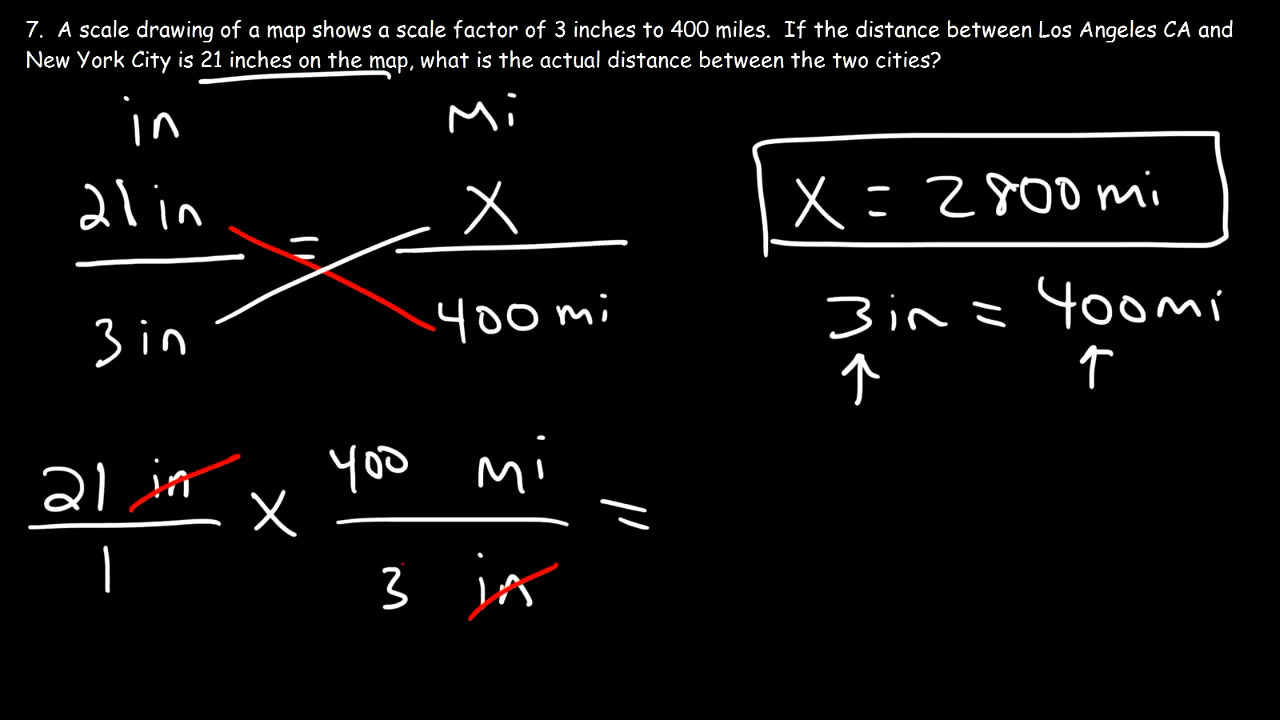 7. A scale drawing of a map shows a scale factor of 3 inches to 400 miles. If the distance between Los Angeles CA and
New York City is 21 inches on the map, what is the actual distance between the two cities?
in Mi
21 in = X
3 in 400 mi
X = 2800 mi
3 in = 400 Mi
21 in X 400 Mi =
1 3 in